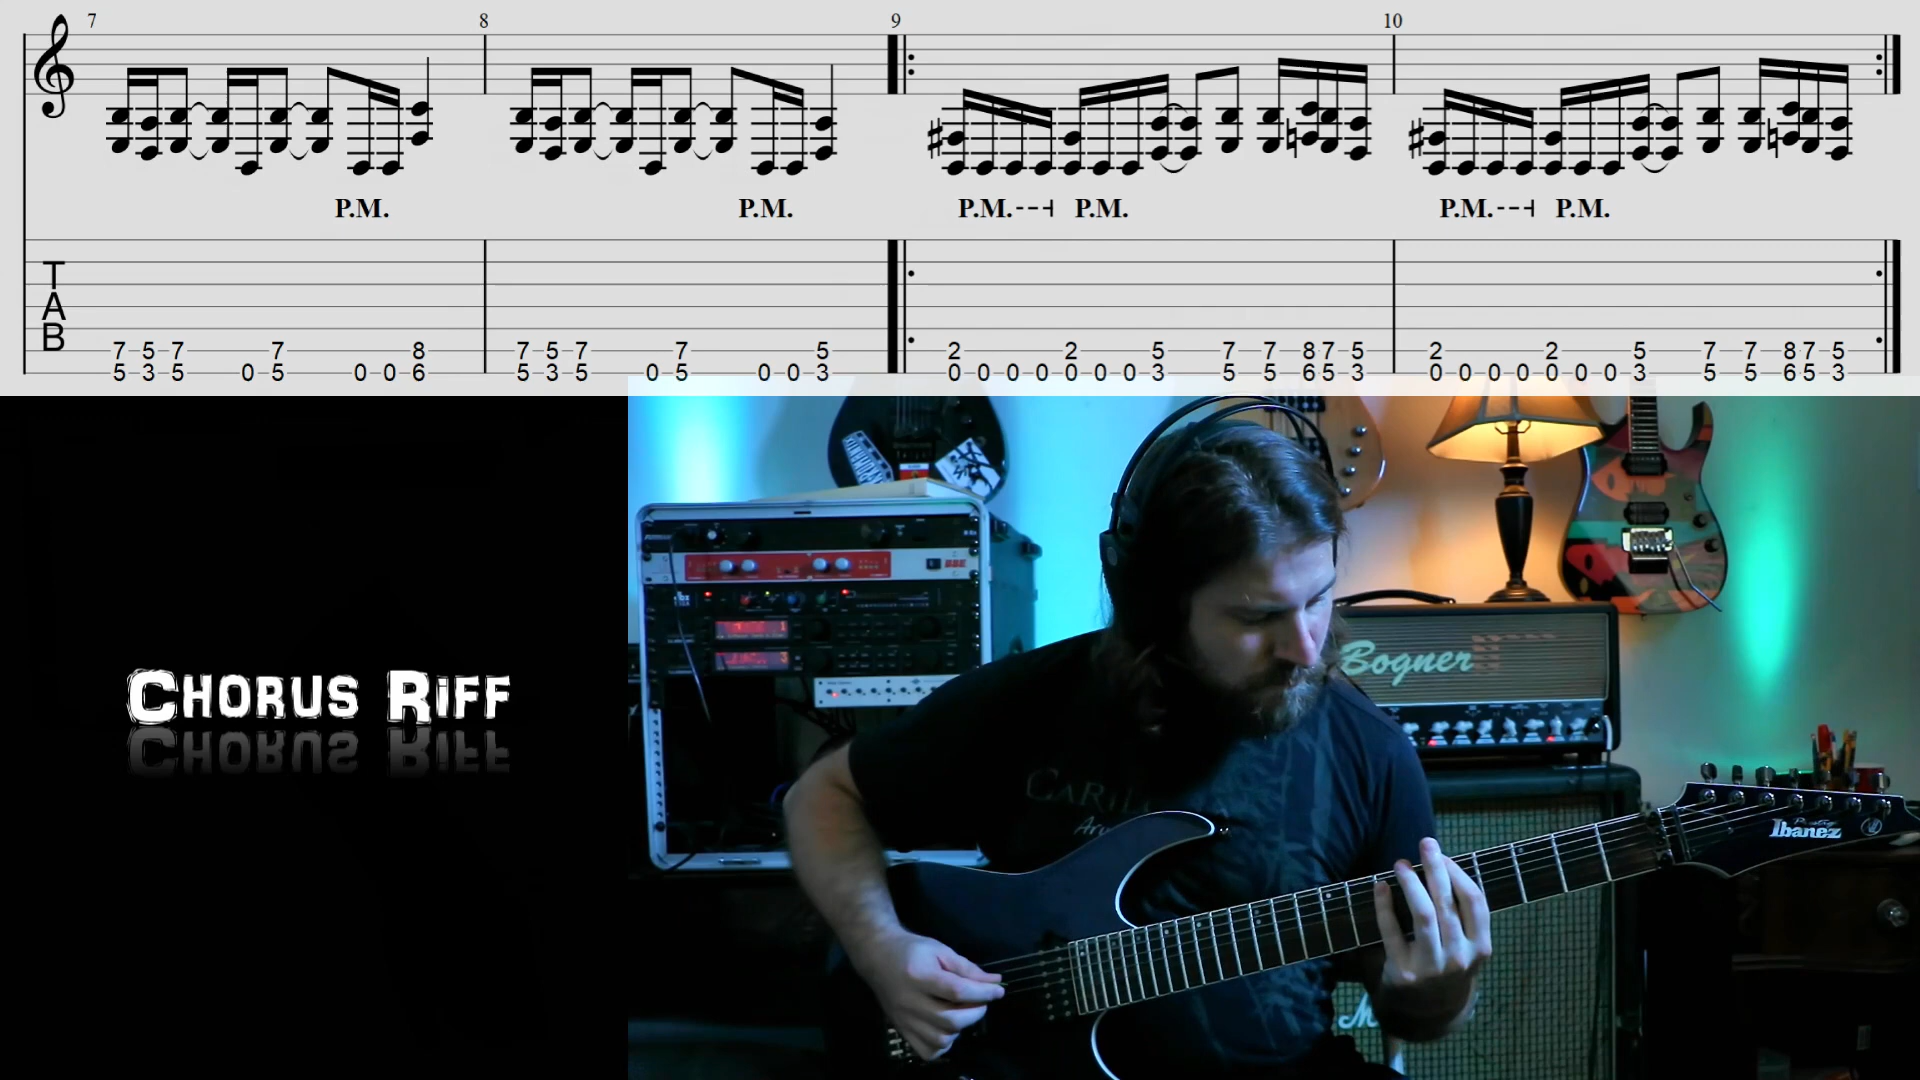 7 8 9 10
P.M. P.M. P.M.---| P.M. P.M.---| P.M.
T
A
B
7 5 7 7 8 7 5 7 7 5 2 2 5 7 7 8 7 5 2 2 5 7 7 8 7 5
5 3 5 0 5 0 0 6 5 3 5 0 5 0 0 3 0 0 0 0 0 0 0 3 5 5 6 5 3 0 0 0 0 0 0 0 3 5 5 6 5 3
Chorus Riff
BBE
Bogner
Ibanez